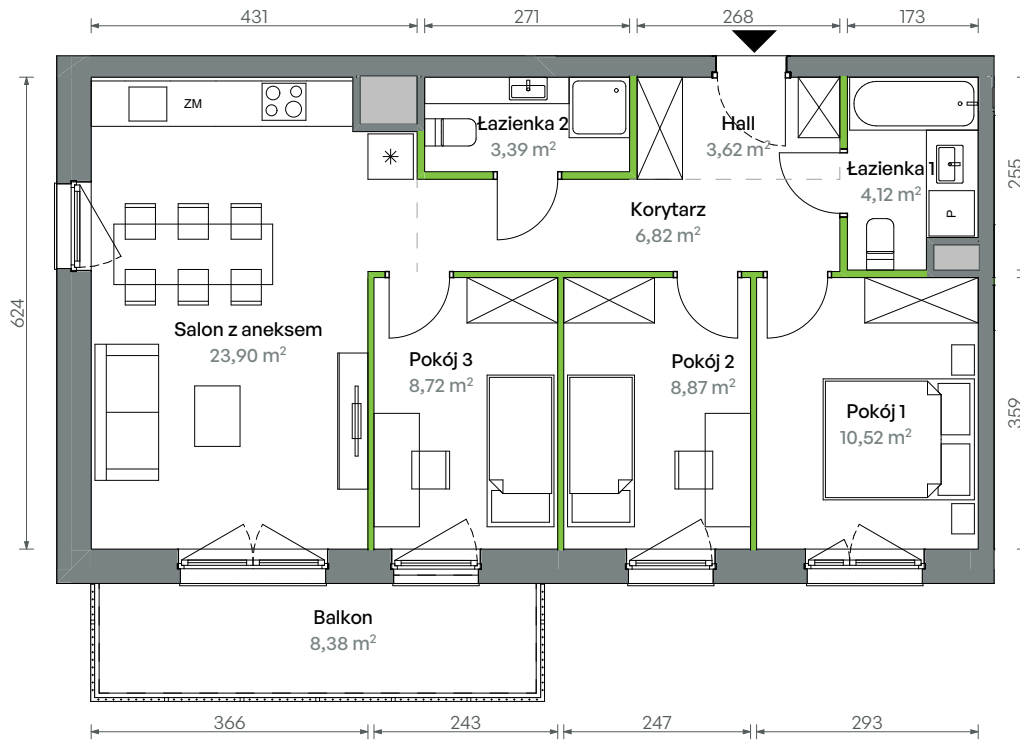 431
271
268
173
ZM
Łazienka 2
3,39 m²
Hall
3,62 m²
Łazienka 1
4,12 m²
P
255
Korytarz
6,82 m²
624
Salon z aneksem
23,90 m²
Pokój 3
8,72 m²
Pokój 2
8,87 m²
Pokój 1
10,52 m²
359
Balkon
8,38 m²
366
243
247
293